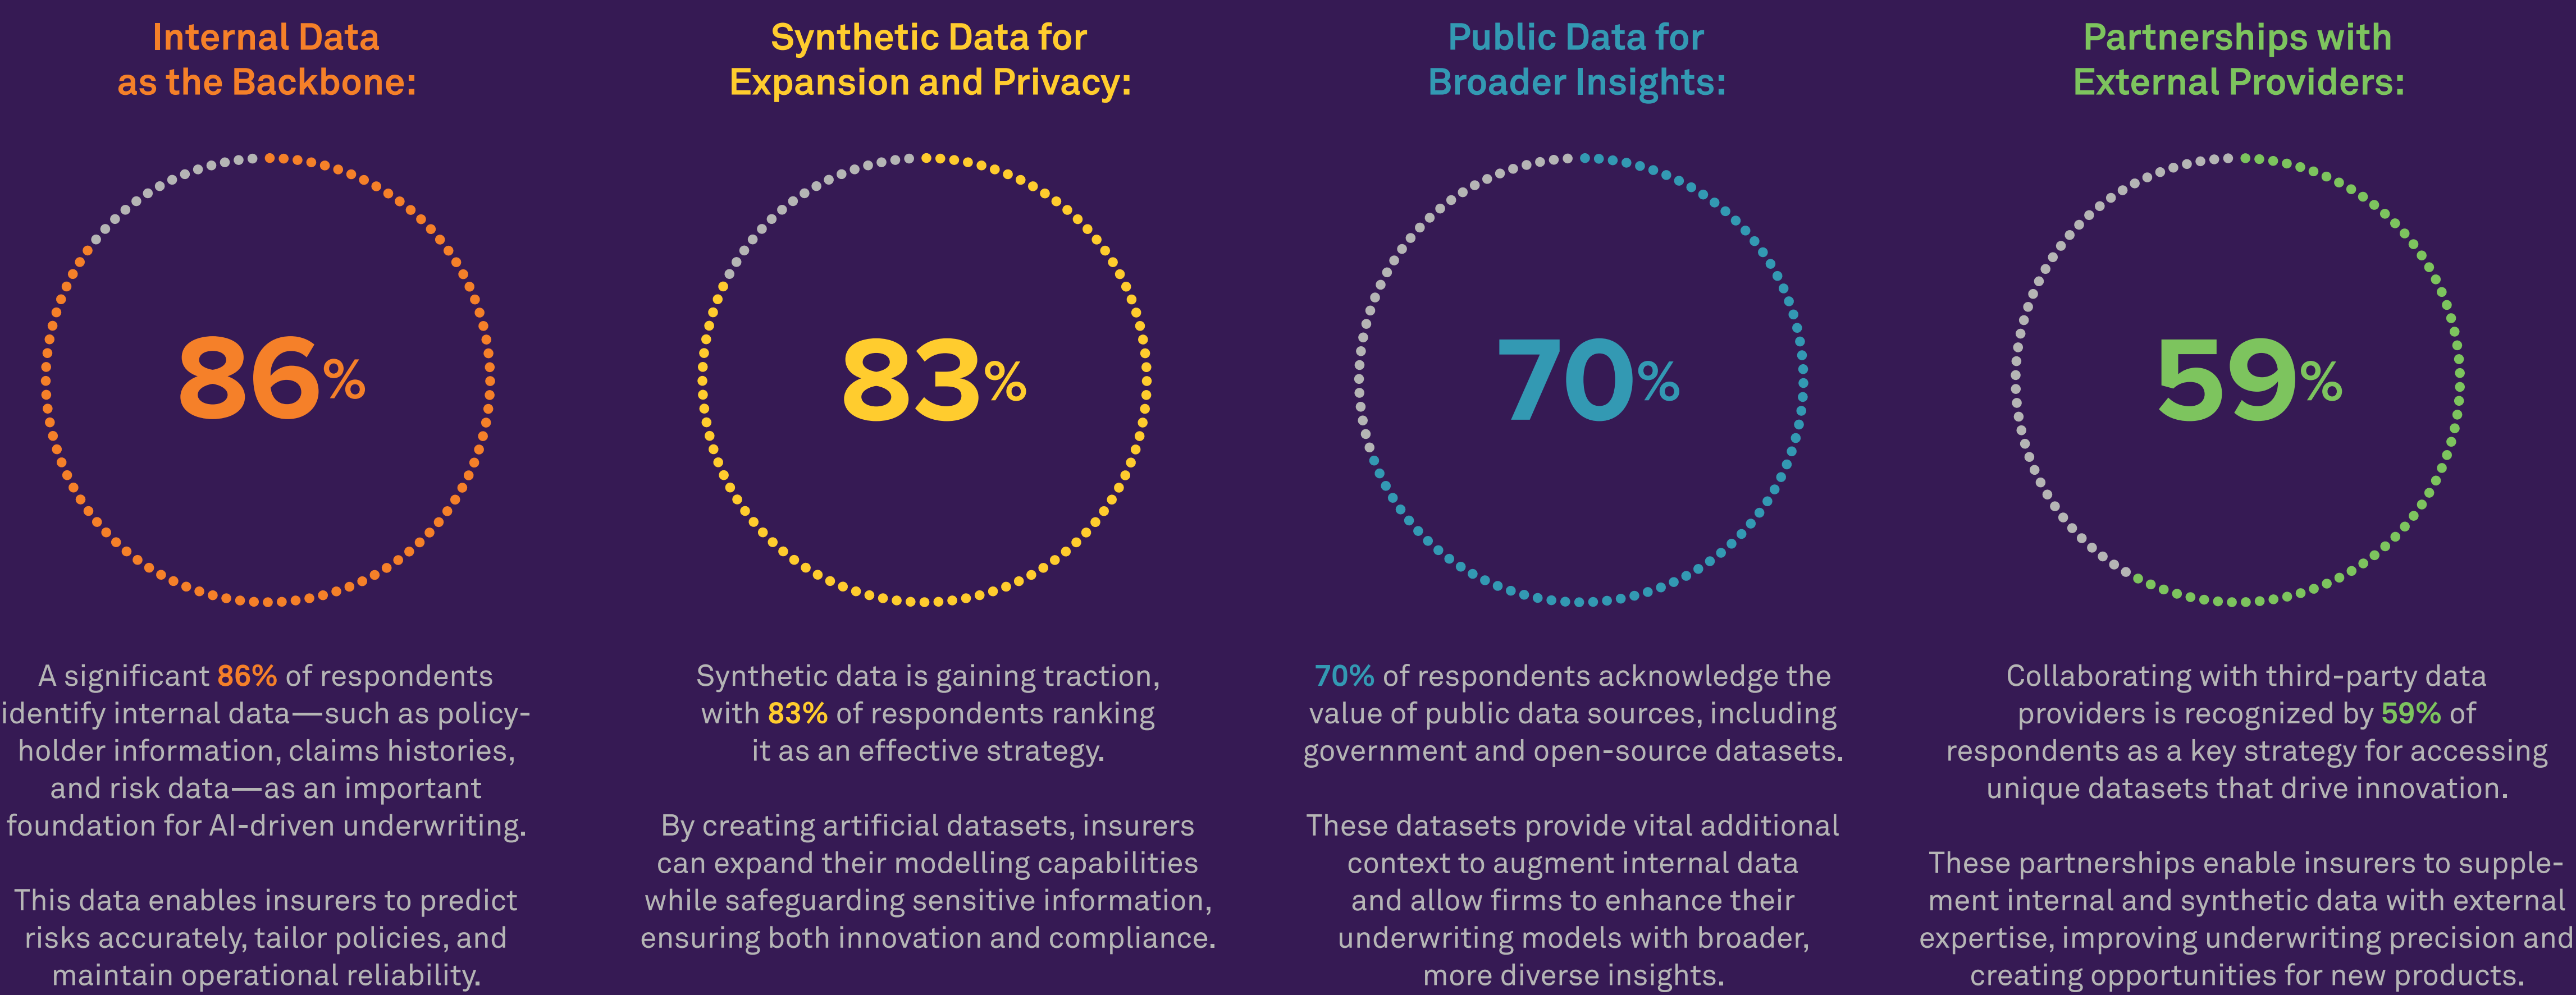 Internal Data
as the Backbone:
86%
A significant 86% of respondents
identify internal data—such as policy-
holder information, claims histories,
and risk data—as an important
foundation for AI-driven underwriting.
This data enables insurers to predict
risks accurately, tailor policies, and
maintain operational reliability.
Synthetic Data for
Expansion and Privacy:
83%
Synthetic data is gaining traction,
with 83% of respondents ranking
it as an effective strategy.
By creating artificial datasets, insurers
can expand their modelling capabilities
while safeguarding sensitive information,
ensuring both innovation and compliance.
Public Data for
Broader Insights:
70%
70% of respondents acknowledge the
value of public data sources, including
government and open-source datasets.
These datasets provide vital additional
context to augment internal data
and allow firms to enhance their
underwriting models with broader,
more diverse insights.
Partnerships with
External Providers:
59%
Collaborating with third-party data
providers is recognized by 59% of
respondents as a key strategy for accessing
unique datasets that drive innovation.
These partnerships enable insurers to supple-
ment internal and synthetic data with external
expertise, improving underwriting precision and
creating opportunities for new products.